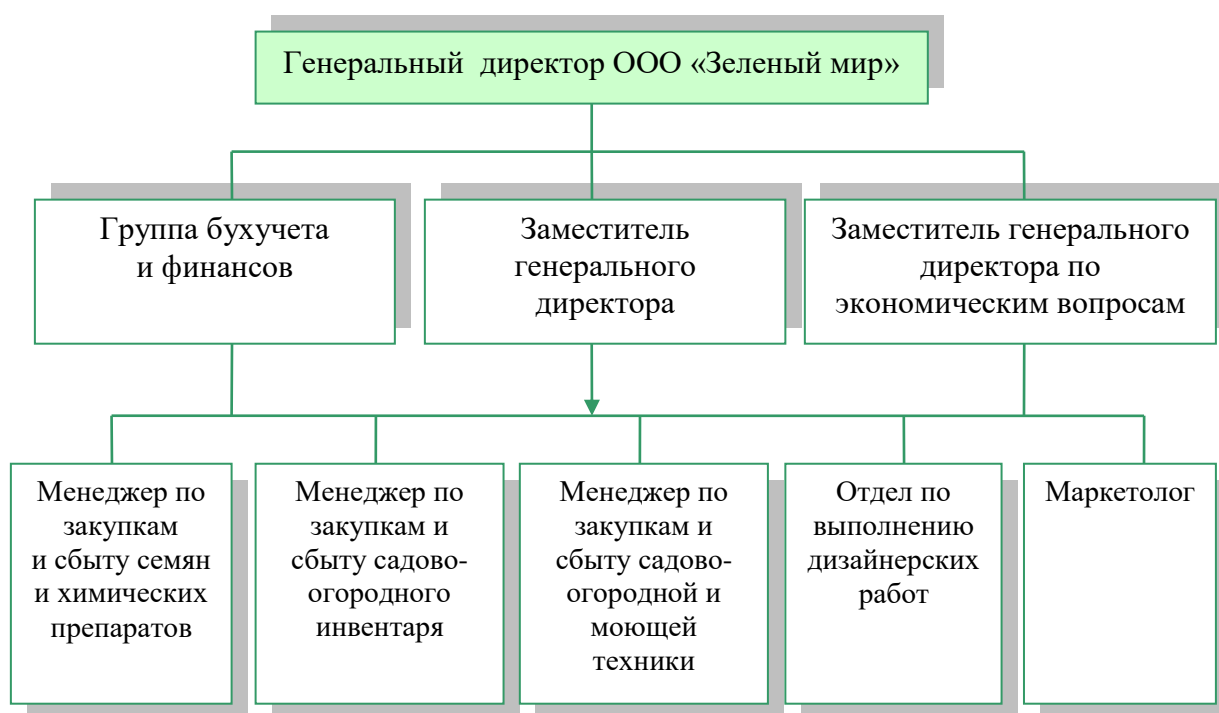 Генеральный директор ООО «Зеленый мир»
Группа бухучета
и финансов
Заместитель
генерального
директора
Заместитель генерального
директора по
экономическим вопросам
Менеджер по
закупкам
и сбыту семян
и химических
препаратов
Менеджер по
закупкам и
сбыту садово-
огородного
инвентаря
Менеджер по
закупкам и
сбыту садово-
огородной и
моющей
техники
Отдел по
выполнению
дизайнерских
работ
Маркетолог